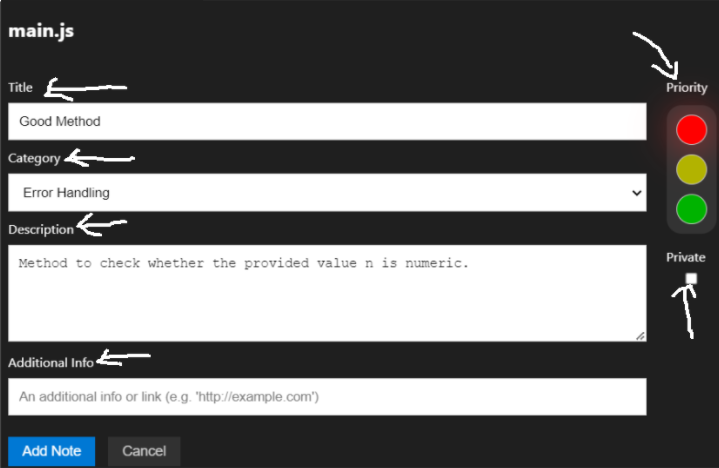 main.js
Title
Priority
Good Method
Category
Error Handling
Description
Private
Method to check whether the provided value n is numeric.
Additional Info
An additional info or link (e.g. 'http://example.com')
Add Note
Cancel